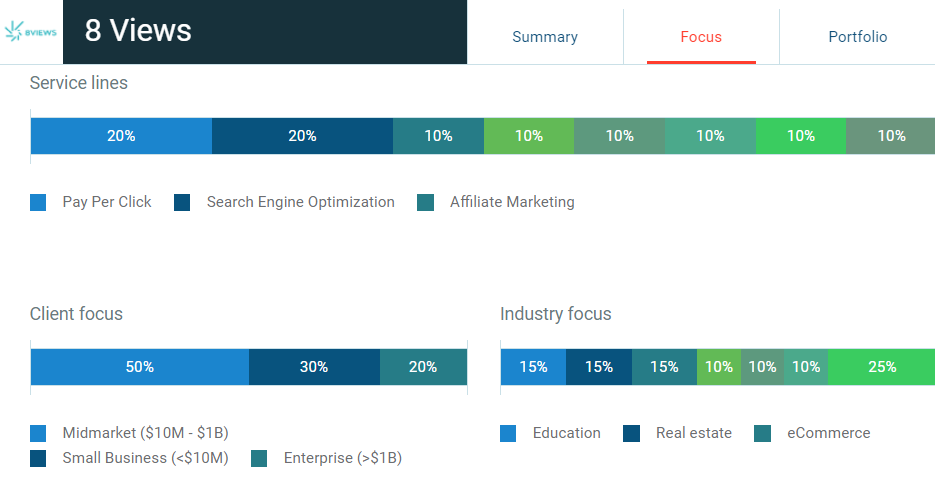 8VIEWS
8 Views
Summary
Focus
Portfolio
Service lines
20% 20% 10% 10% 10% 10% 10% 10%
Pay Per Click Search Engine Optimization Affiliate Marketing
Client focus
50% 30% 20%
Midmarket ($10M - $1B)
Small Business (<$10M) Enterprise (>$1B)
Industry focus
15% 15% 15% 10% 10% 10% 25%
Education Real estate eCommerce